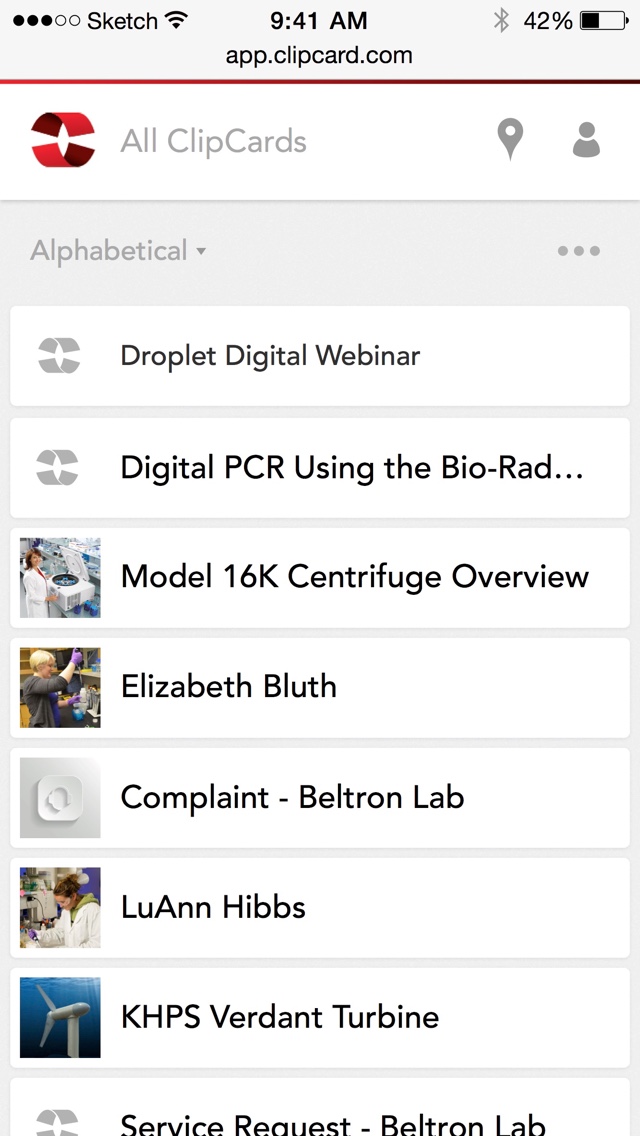 Sketch 9:41 AM 42%
app.clipcard.com
All ClipCards
Alphabetical
Droplet Digital Webinar
Digital PCR Using the Bio-Rad…
Model 16K Centrifuge Overview
Elizabeth Bluth
Complaint - Beltron Lab
LuAnn Hibbs
KHPS Verdant Turbine
Service Request - Beltron Lab